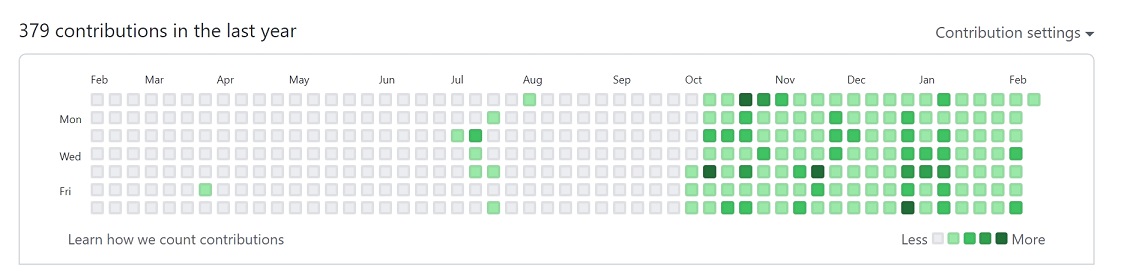 379 contributions in the last year
Contribution settings
Feb Mar Apr May Jun Jul Aug Sep Oct Nov Dec Jan Feb
Mon
Wed
Fri
Learn how we count contributions
Less More